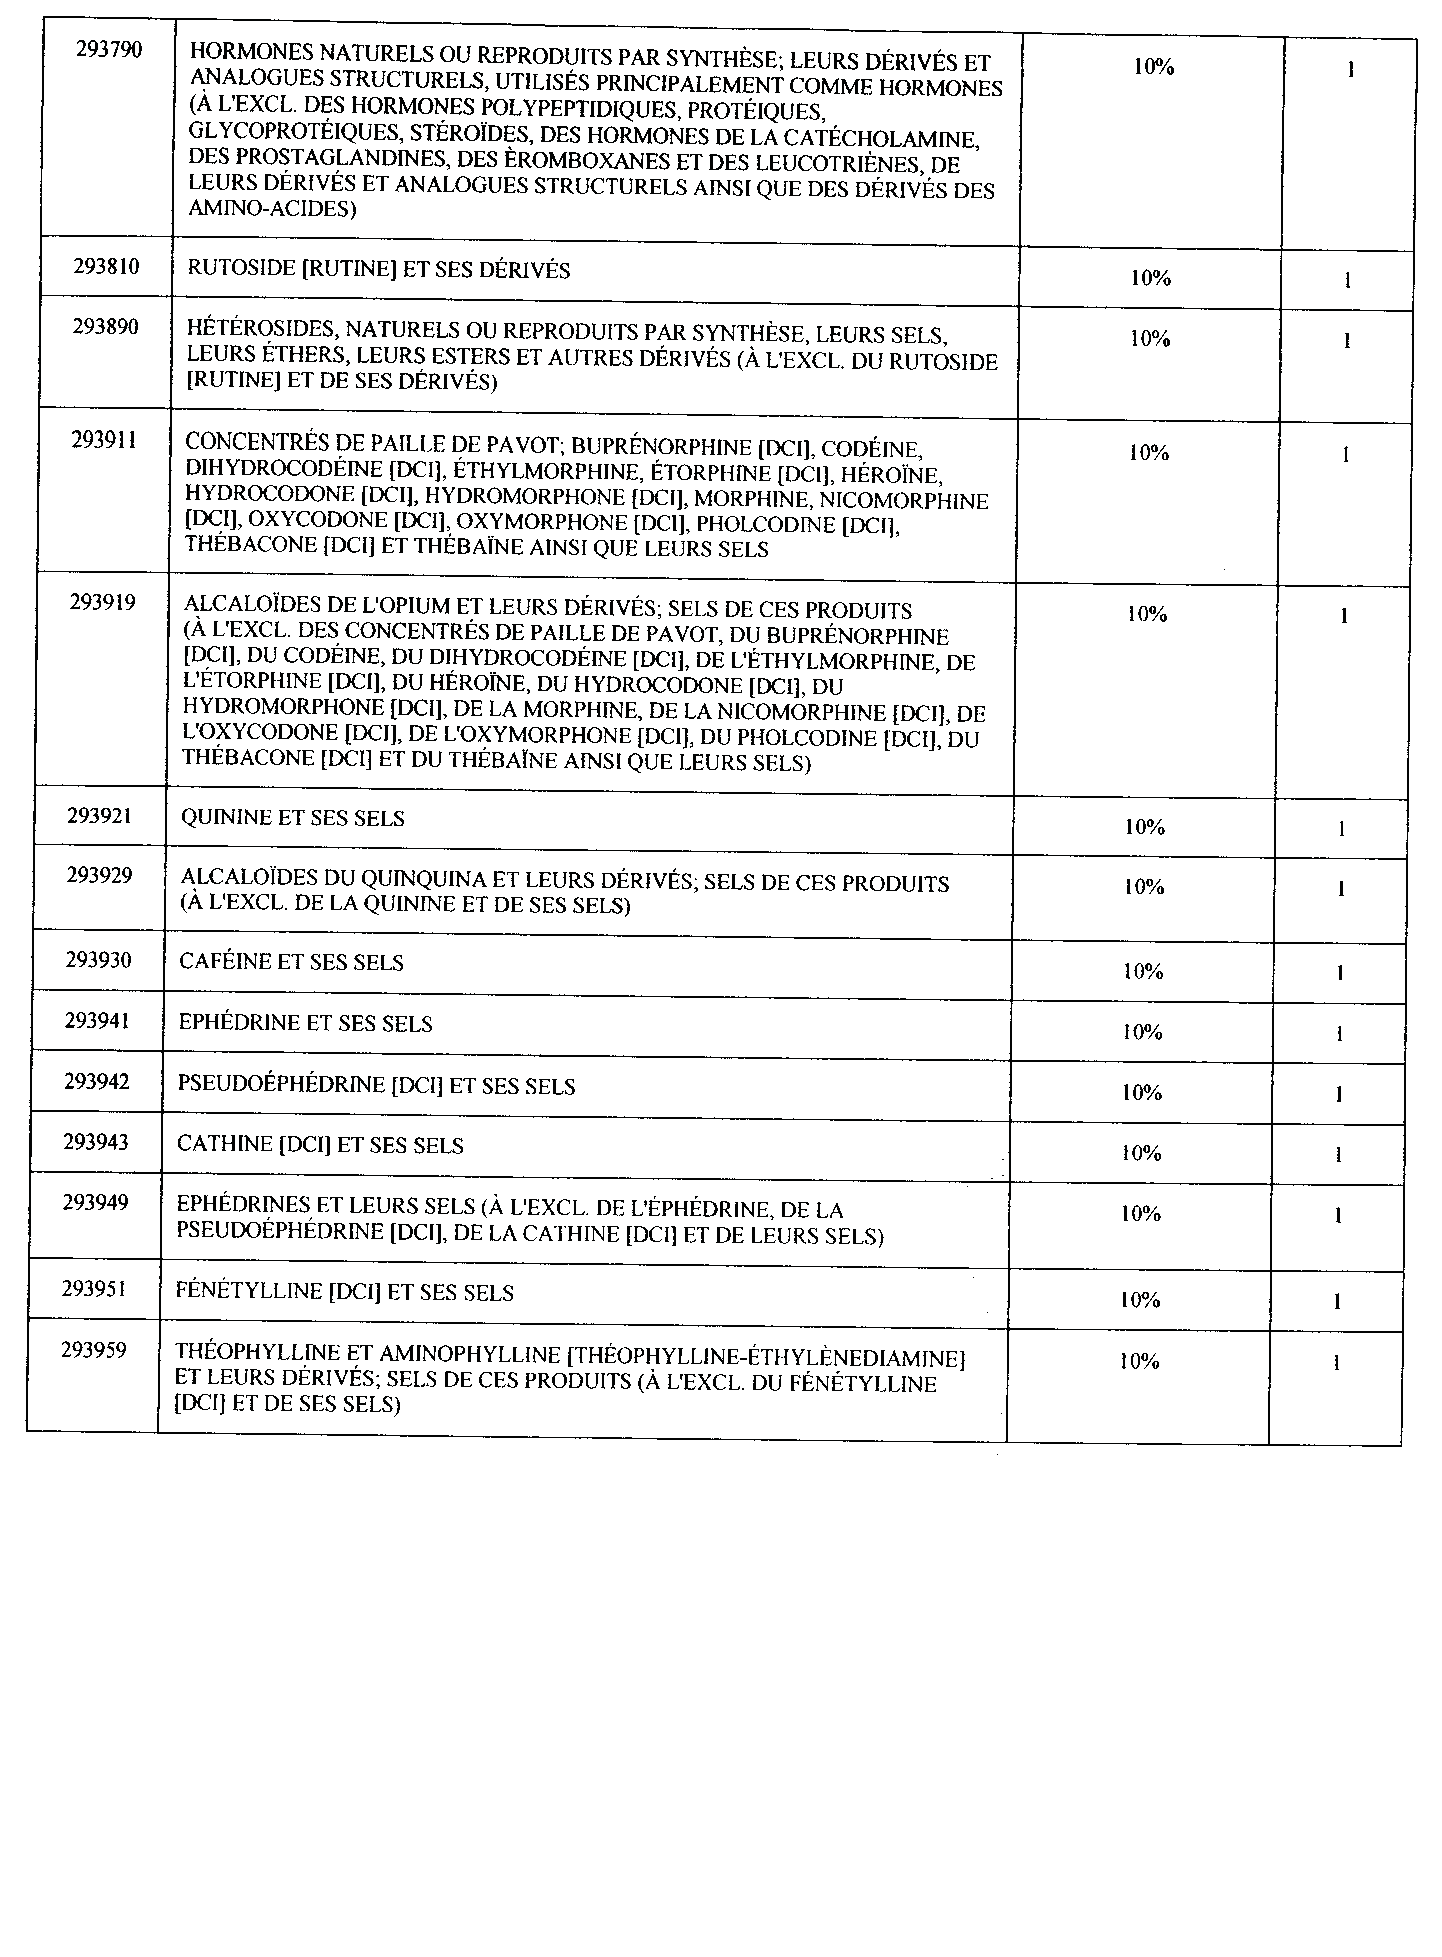 293790 HORMONES NATURELS OU REPRODUITS PAR SYNTHÈSE; LEURS DÉRIVÉS ET 10% 1
ANALOGUES STRUCTURELS, UTILISÉS PRINCIPALEMENT COMME HORMONES
(À L'EXCL. DES HORMONES POLYPEPTIDIQUES, PROTÉIQUES,
GLYCOPROTÉIQUES, STÉROÏDES, DES HORMONES DE LA CATÉCHOLAMINE,
DES PROSTAGLANDINES, DES ÈROMBOXANES ET DES LEUCOTRIÈNES, DE
LEURS DÉRIVÉS ET ANALOGUES STRUCTURELS AINSI QUE DES DÉRIVÉS DES
AMINO-ACIDES)
293810 RUTOSIDE [RUTINE] ET SES DÉRIVÉS 10% 1
293890 HÉTÉROSIDES, NATURELS OU REPRODUITS PAR SYNTHÈSE, LEURS SELS, 10% 1
LEURS ÉTHERS, LEURS ESTERS ET AUTRES DÉRIVÉS (À L'EXCL. DU RUTOSIDE
[RUTINE] ET DE SES DÉRIVÉS)
293911 CONCENTRÉS DE PAILLE DE PAVOT; BUPRÉNORPHINE [DCI], CODÉINE, 10% 1
DIHYDROCODÉINE [DCI], ÉTHYLMORPHINE, ÉTORPHINE [DCI], HÉROÏNE,
HYDROCODONE [DCI], HYDROMORPHONE [DCI], MORPHINE, NICOMORPHINE
[DCI], OXYCODONE [DCI], OXYMORPHONE [DCI], PHOLCODINE [DCI],
THÉBACONE [DCI] ET THÉBAÏNE AINSI QUE LEURS SELS
293919 ALCALOÏDES DE L'OPIUM ET LEURS DÉRIVÉS; SELS DE CES PRODUITS 10% 1
(À L'EXCL. DES CONCENTRÉS DE PAILLE DE PAVOT, DU BUPRÉNORPHINE
[DCI], DU CODÉINE, DU DIHYDROCODÉINE [DCI], DE L'ÉTHYLMORPHINE, DE
L'ÉTORPHINE [DCI], DU HÉROÏNE, DU HYDROCODONE [DCI], DU
HYDROMORPHONE [DCI], DE LA MORPHINE, DE LA NICOMORPHINE [DCI], DE
L'OXYCODONE [DCI], DE L'OXYMORPHONE [DCI], DU PHOLCODINE [DCI], DU
THÉBACONE [DCI] ET DU THÉBAÏNE AINSI QUE LEURS SELS)
293921 QUININE ET SES SELS 10% 1
293929 ALCALOÏDES DU QUINQUINA ET LEURS DÉRIVÉS; SELS DE CES PRODUITS 10% 1
(À L'EXCL. DE LA QUININE ET DE SES SELS)
293930 CAFÉINE ET SES SELS 10% 1
293941 EPHÉDRINE ET SES SELS 10% 1
293942 PSEUDOÉPHÉDRINE [DCI] ET SES SELS 10% 1
293943 CATHINE [DCI] ET SES SELS 10% 1
293949 EPHÉDRINES ET LEURS SELS (À L'EXCL. DE L'ÉPHÉDRINE, DE LA 10% 1
PSEUDOÉPHÉDRINE [DCI], DE LA CATHINE [DCI] ET DE LEURS SELS)
293951 FÉNÉTYLLINE [DCI] ET SES SELS 10% 1
293959 THÉOPHYLLINE ET AMINOPHYLLINE [THÉOPHYLLINE-ÉTHYLÈNEDIAMINE] 10% 1
ET LEURS DÉRIVÉS; SELS DE CES PRODUITS (À L'EXCL. DU FÉNÉTYLLINE
[DCI] ET DE SES SELS)